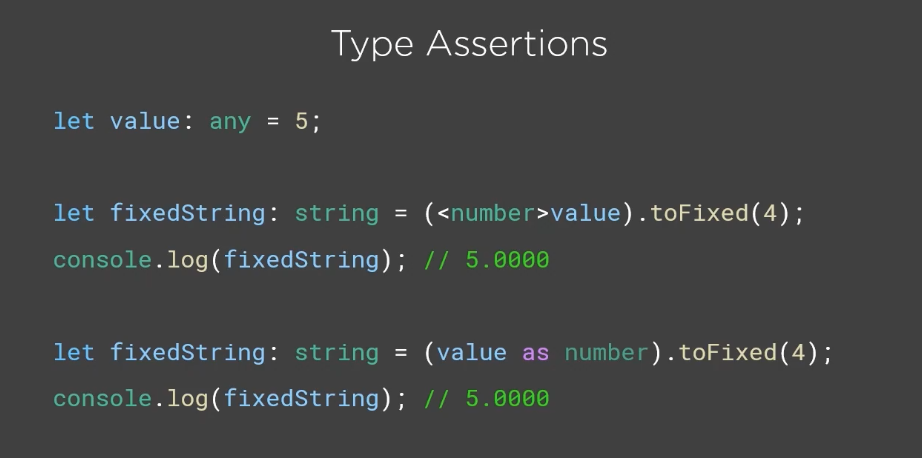 Type Assertions
let value: any = 5;
let fixedString: string = (<number>value).toFixed(4);
console.log(fixedString); // 5.0000
let fixedString: string = (value as number).toFixed(4);
console.log(fixedString); // 5.0000